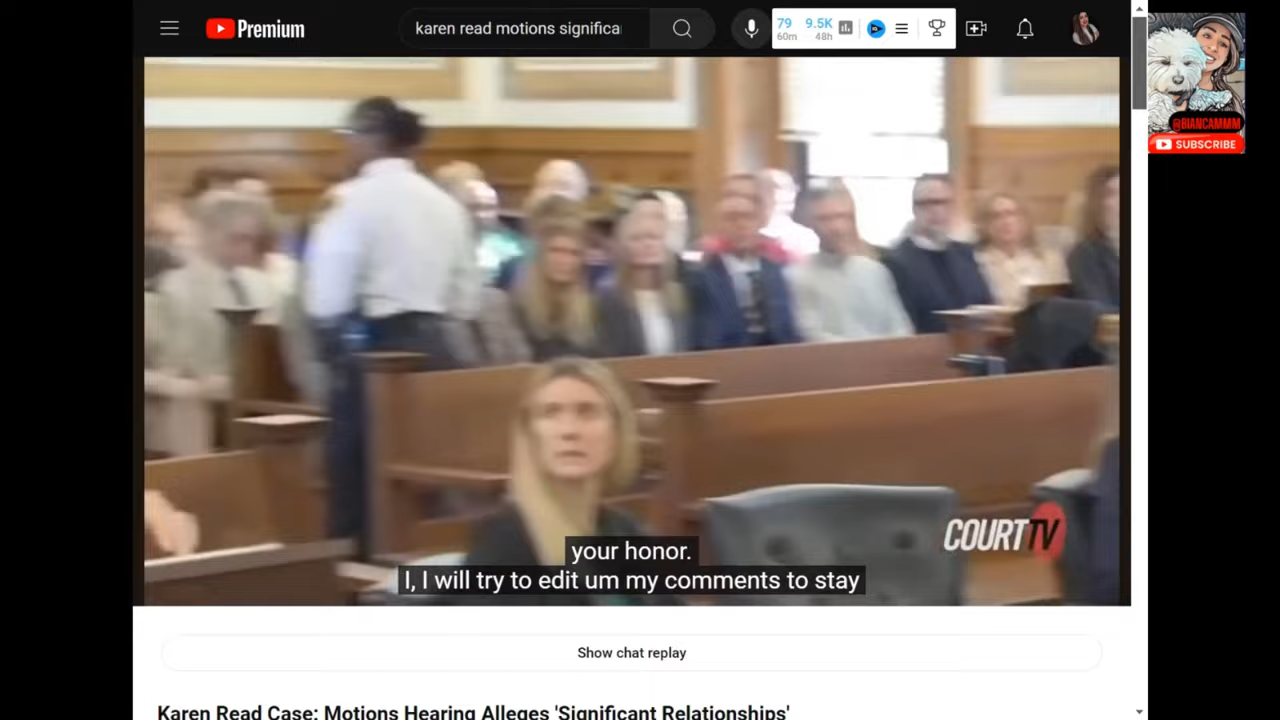 Premium
karen read motions significa
79
60m
9.5K
48h
@BIANCAMMM
SUBSCRIBE
COURT TV
your honor.
I, I will try to edit um my comments to stay
Show chat replay
Karen Read Case: Motions Hearing Alleges 'Significant Relationships'